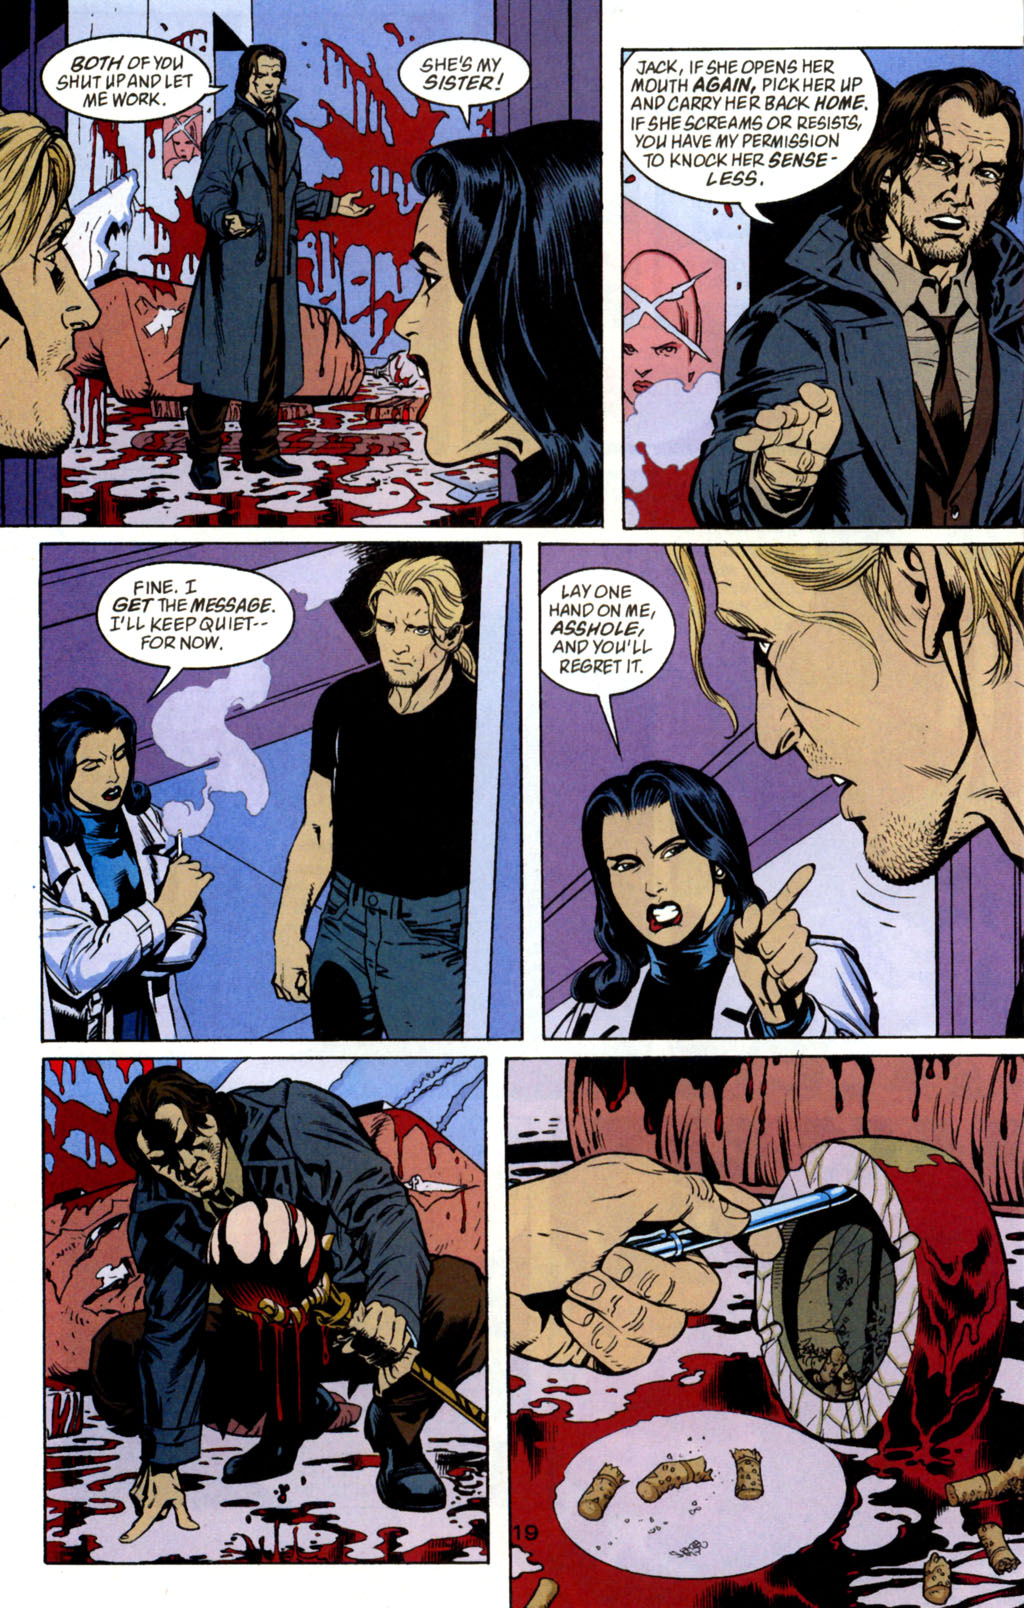 BOTH OF YOU
SHUT UP AND LET
ME WORK.
SHE'S MY
SISTER!
JACK, IF SHE OPENS HER
MOUTH AGAIN, PICK HER UP
AND CARRY HER BACK HOME.
IF SHE SCREAMS OR RESISTS,
YOU HAVE MY PERMISSION
TO KNOCK HER SENSE-
LESS.
FINE. I
GET THE MESSAGE.
I'LL KEEP QUIET--
FOR NOW.
LAY ONE
HAND ON ME,
ASSHOLE,
AND YOU'LL
REGRET IT.
19